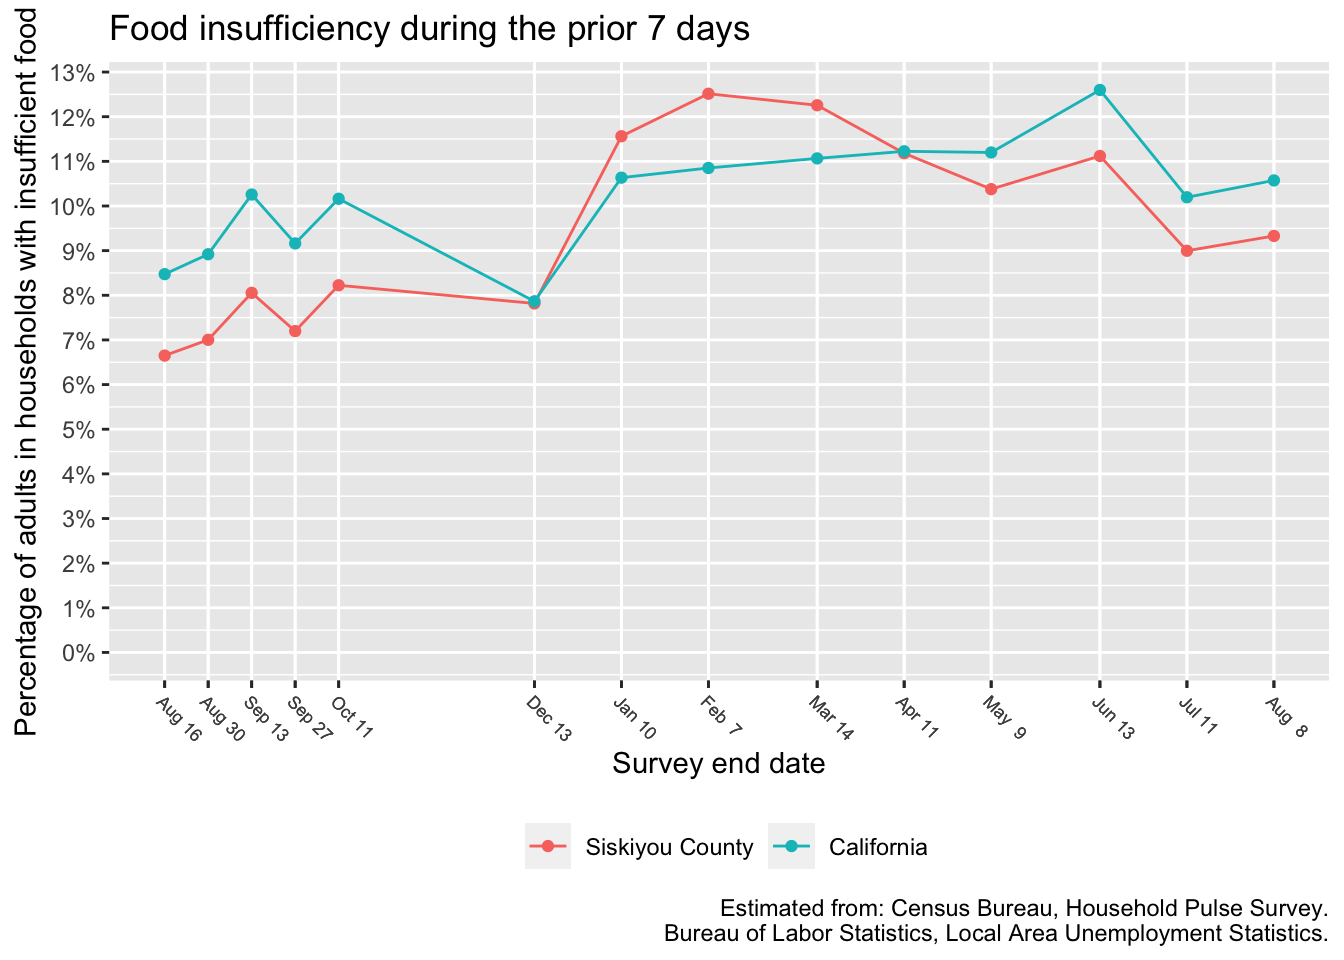 Food insufficiency during the prior 7 days
Percentage of adults in households with insufficient food
13%
12%
11%
10%
9%
8%
7%
6%
5%
4%
3%
2%
1%
0%
Aug 16
Aug 30
Sep 13
Sep 27
Oct 11
Dec 13
Jan 10
Feb 7
Mar 14
Apr 11
May 9
Jun 13
Jul 11
Aug 8
Survey end date
Siskiyou County
California
Estimated from: Census Bureau, Household Pulse Survey.
Bureau of Labor Statistics, Local Area Unemployment Statistics.